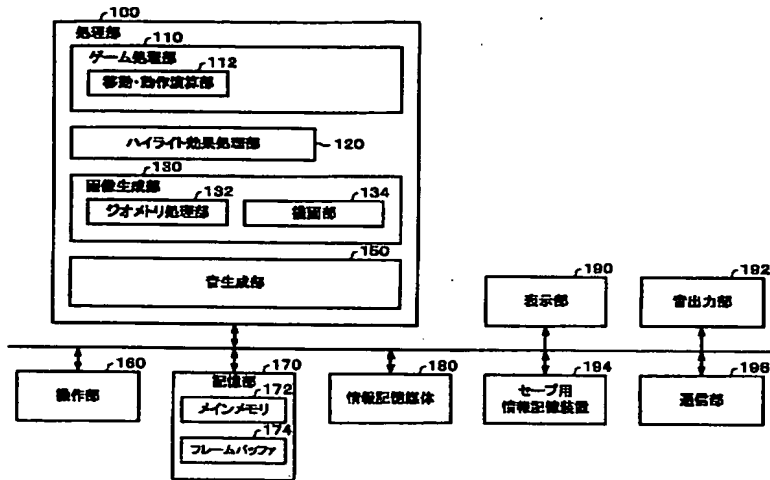 100
処理部
110
ゲーム処理部
112
移動・動作演算部
ハイライト効果処理部
120
130
画像生成部
132
ジオメトリ処理部
134
描画部
150
音生成部
190
表示部
192
音出力部
160
操作部
170
記憶部
172
メインメモリ
174
フレームバッファ
180
情報記憶媒体
194
セーブ用
情報記憶装置
196
通信部